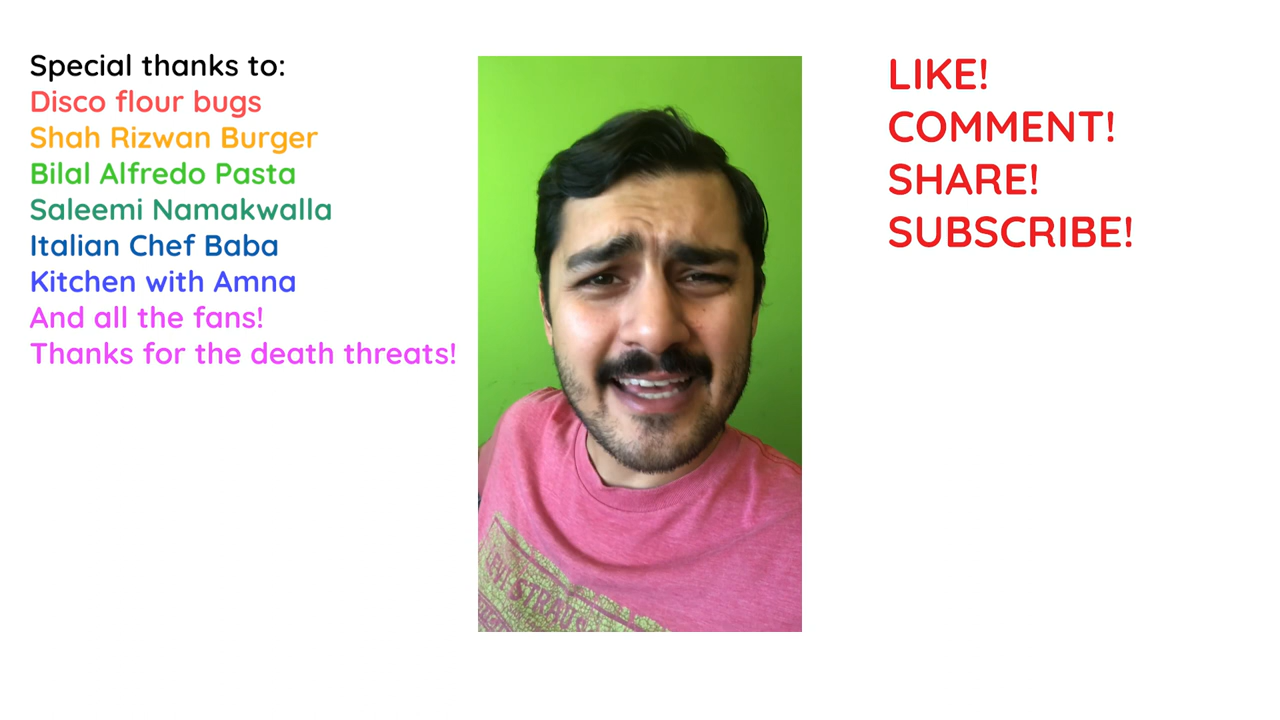 Special thanks to:
Disco flour bugs
Shah Rizwan Burger
Bilal Alfredo Pasta
Saleemi Namakwalla
Italian Chef Baba
Kitchen with Amna
And all the fans!
Thanks for the death threats!
LIKE!
COMMENT!
SHARE!
SUBSCRIBE!